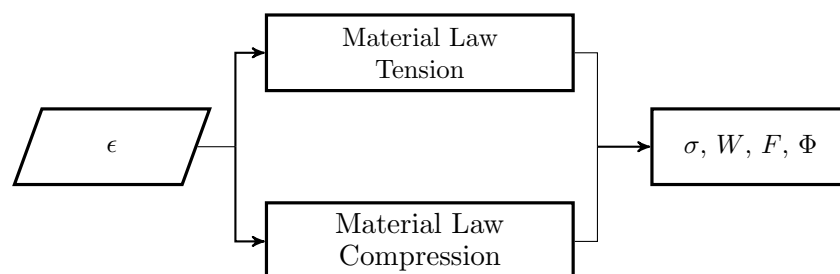 Material Law
Tension
ϵ
σ, W, F, Φ
Material Law
Compression